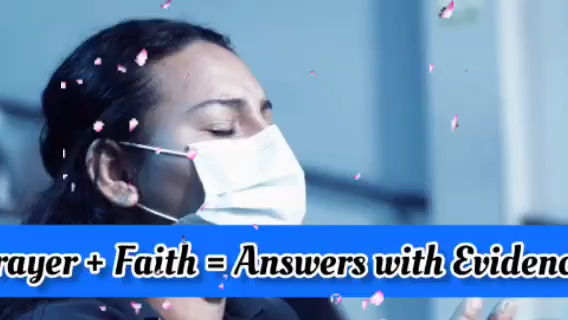 rayer + Faith = Answers with Evidenc